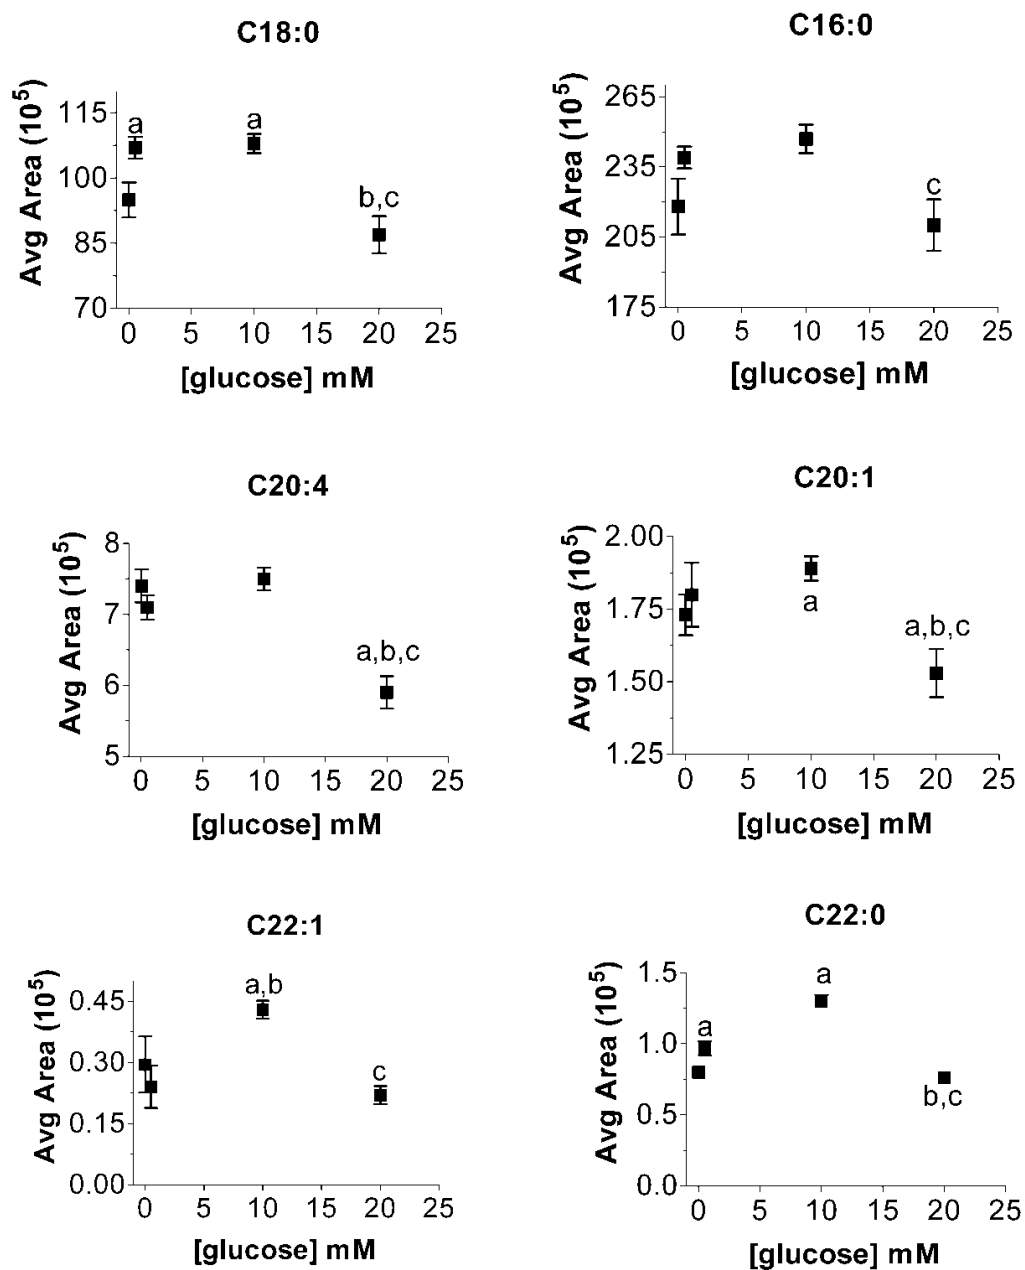 C18:0
Avg Area (10⁵)
115
100
85
70
a
a
b,c
0 5 10 15 20 25
[glucose] mM
C16:0
Avg Area (10⁵)
265
235
205
175
c
0 5 10 15 20 25
[glucose] mM
C20:4
Avg Area (10⁵)
8
7
6
5
a,b,c
0 5 10 15 20 25
[glucose] mM
C20:1
Avg Area (10⁵)
2.00
1.75
1.50
1.25
a
a,b,c
0 5 10 15 20 25
[glucose] mM
C22:1
Avg Area (10⁵)
0.45
0.30
0.15
0.00
a,b
c
0 5 10 15 20 25
[glucose] mM
C22:0
Avg Area (10⁵)
1.5
1.0
0.5
0.0
a
a
b,c
0 5 10 15 20 25
[glucose] mM